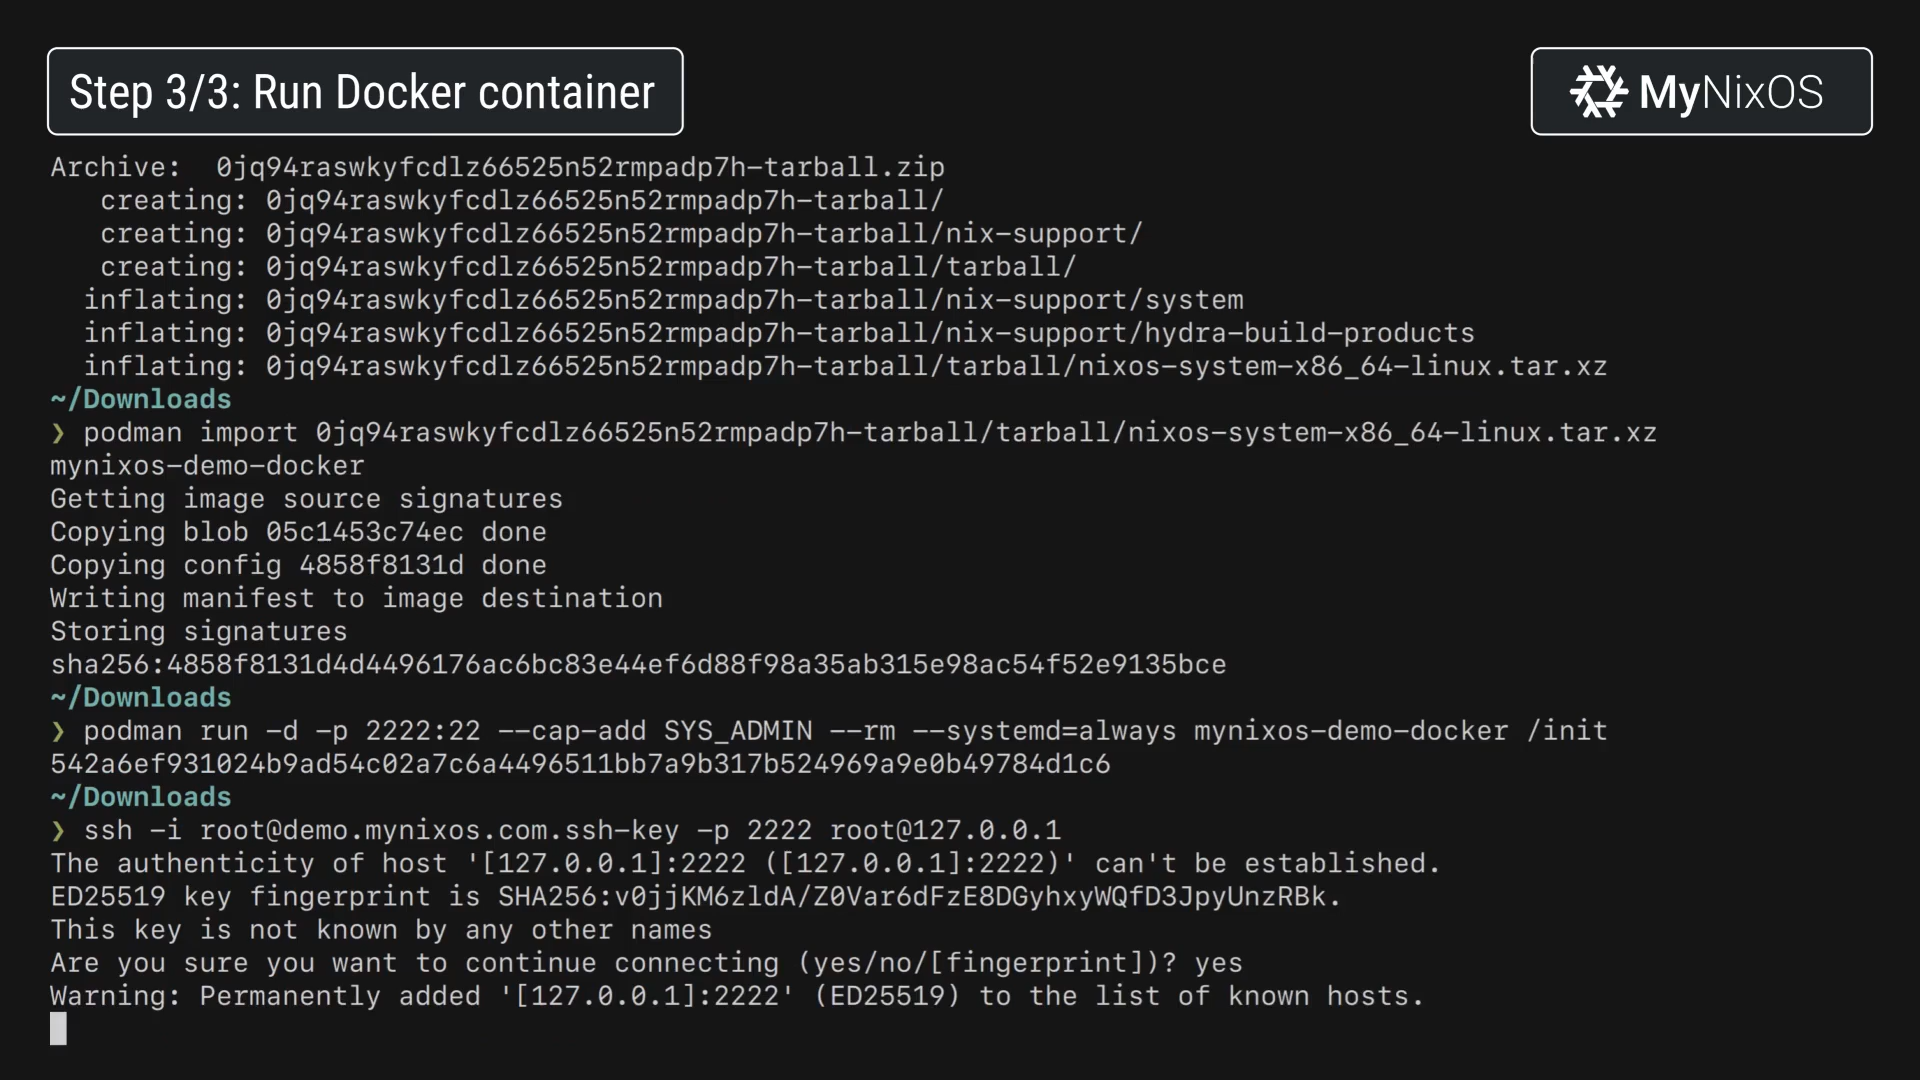 Step 3/3: Run Docker container
MyNixOS
Archive:  0jq94raswkyfcdlz66525n52rmpadp7h-tarball.zip
   creating: 0jq94raswkyfcdlz66525n52rmpadp7h-tarball/
   creating: 0jq94raswkyfcdlz66525n52rmpadp7h-tarball/nix-support/
   creating: 0jq94raswkyfcdlz66525n52rmpadp7h-tarball/tarball/
  inflating: 0jq94raswkyfcdlz66525n52rmpadp7h-tarball/nix-support/system
  inflating: 0jq94raswkyfcdlz66525n52rmpadp7h-tarball/nix-support/hydra-build-products
  inflating: 0jq94raswkyfcdlz66525n52rmpadp7h-tarball/tarball/nixos-system-x86_64-linux.tar.xz
~/Downloads
❯ podman import 0jq94raswkyfcdlz66525n52rmpadp7h-tarball/tarball/nixos-system-x86_64-linux.tar.xz
mynixos-demo-docker
Getting image source signatures
Copying blob 05c1453c74ec done
Copying config 4858f8131d done
Writing manifest to image destination
Storing signatures
sha256:4858f8131d4d4496176ac6bc83e44ef6d88f98a35ab315e98ac54f52e9135bce
~/Downloads
❯ podman run -d -p 2222:22 --cap-add SYS_ADMIN --rm --systemd=always mynixos-demo-docker /init
542a6ef931024b9ad54c02a7c6a4496511bb7a9b317b524969a9e0b49784d1c6
~/Downloads
❯ ssh -i root@demo.mynixos.com.ssh-key -p 2222 root@127.0.0.1
The authenticity of host '[127.0.0.1]:2222 ([127.0.0.1]:2222)' can't be established.
ED25519 key fingerprint is SHA256:v0jjKM6zldA/Z0Var6dFzE8DGyhxyWQfD3JpyUnzRBk.
This key is not known by any other names
Are you sure you want to continue connecting (yes/no/[fingerprint])? yes
Warning: Permanently added '[127.0.0.1]:2222' (ED25519) to the list of known hosts.